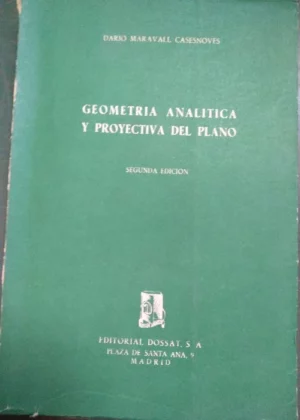 DARIO MARAVALL CASESNOVES
GEOMETRIA ANALITICA
Y PROYECTIVA DEL PLANO
SEGUNDA EDICION
EDITORIAL DOSSAT, S. A.
PLAZA DE SANTA ANA, 9
MADRID